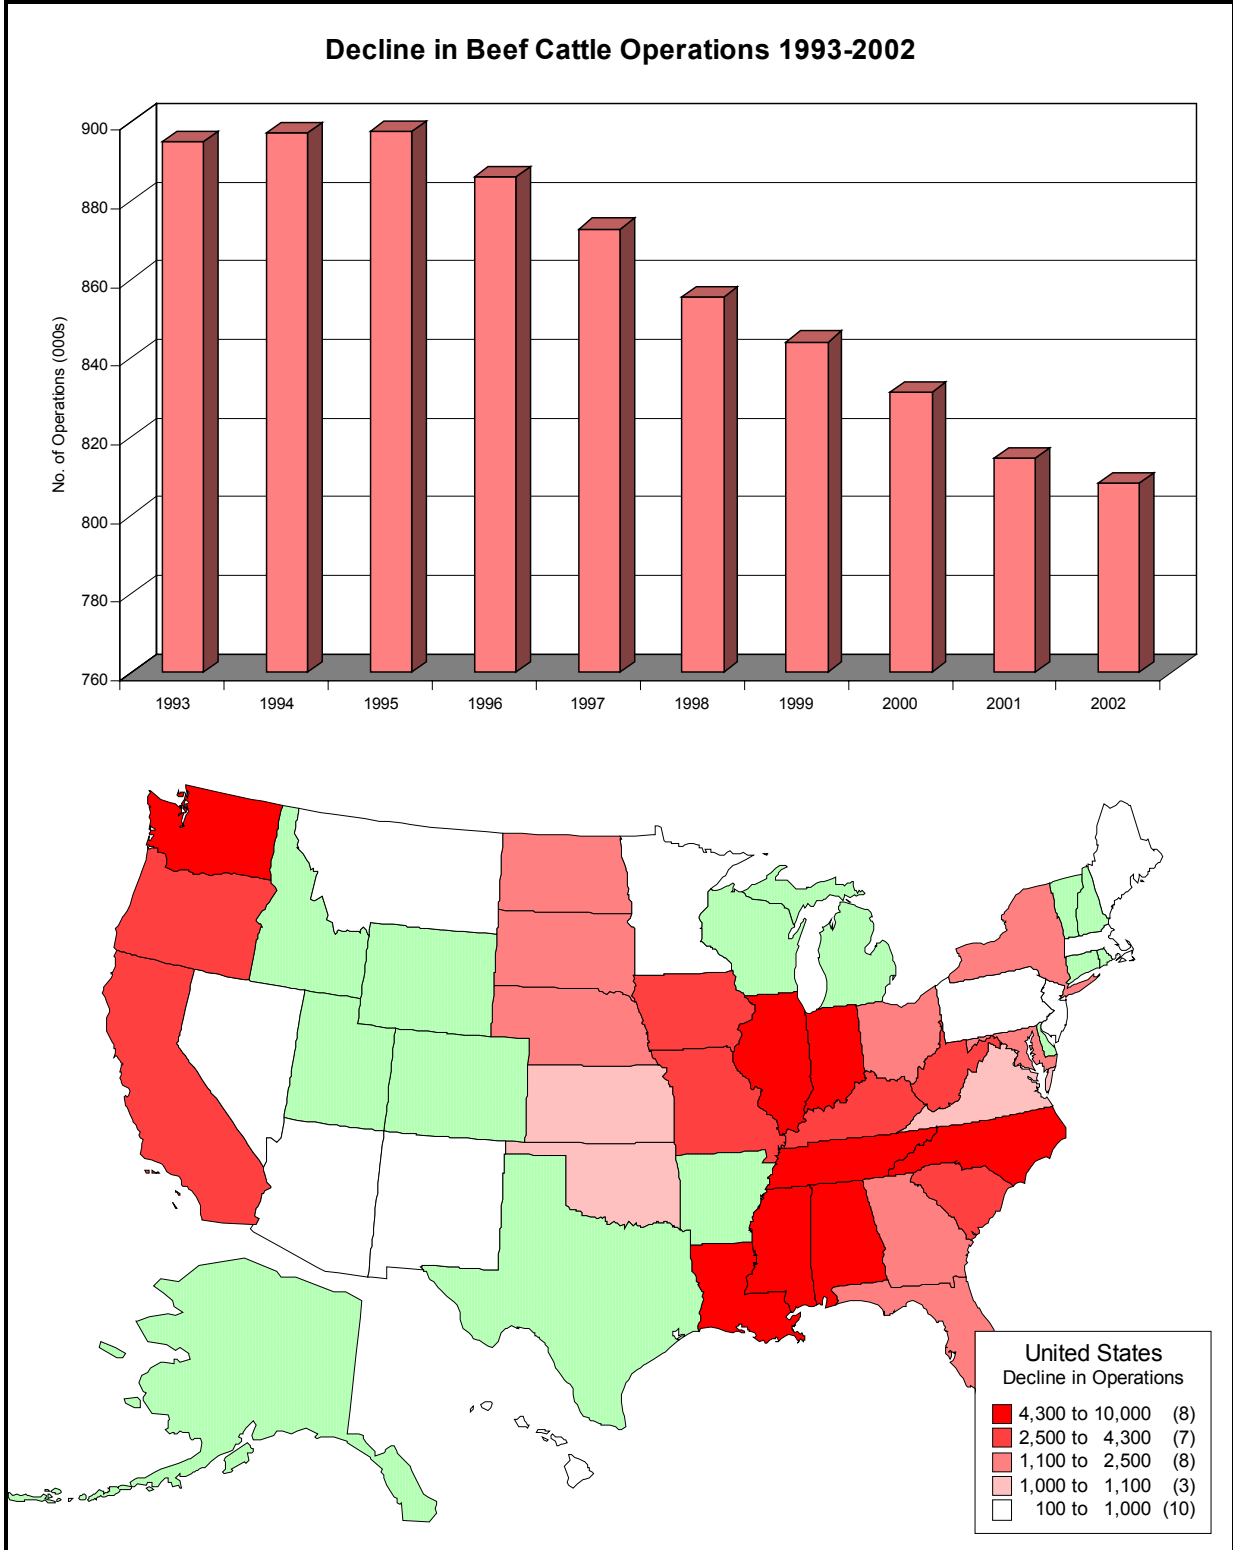 Decline in Beef Cattle Operations 1993-2002
900
880
860
840
820
800
780
760
No. of Operations (000s)
1993 1994 1995 1996 1997 1998 1999 2000 2001 2002
United States
Decline in Operations
4,300 to 10,000 (8)
2,500 to 4,300 (7)
1,100 to 2,500 (8)
1,000 to 1,100 (3)
100 to 1,000 (10)